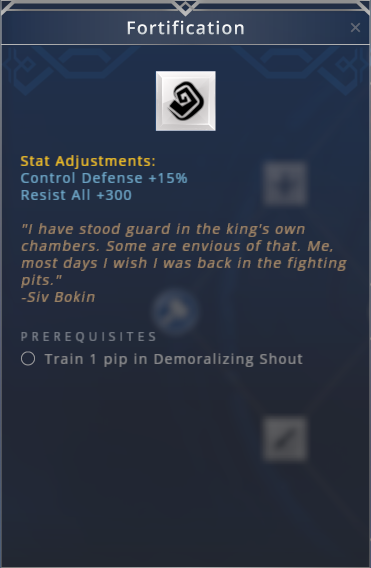 Fortification
Stat Adjustments:
Control Defense +15%
Resist All +300
"I have stood guard in the king's own
chambers. Some are envious of that. Me,
most days I wish I was back in the fighting
pits."
-Siv Bokin
PREREQUISITES
Train 1 pip in Demoralizing Shout